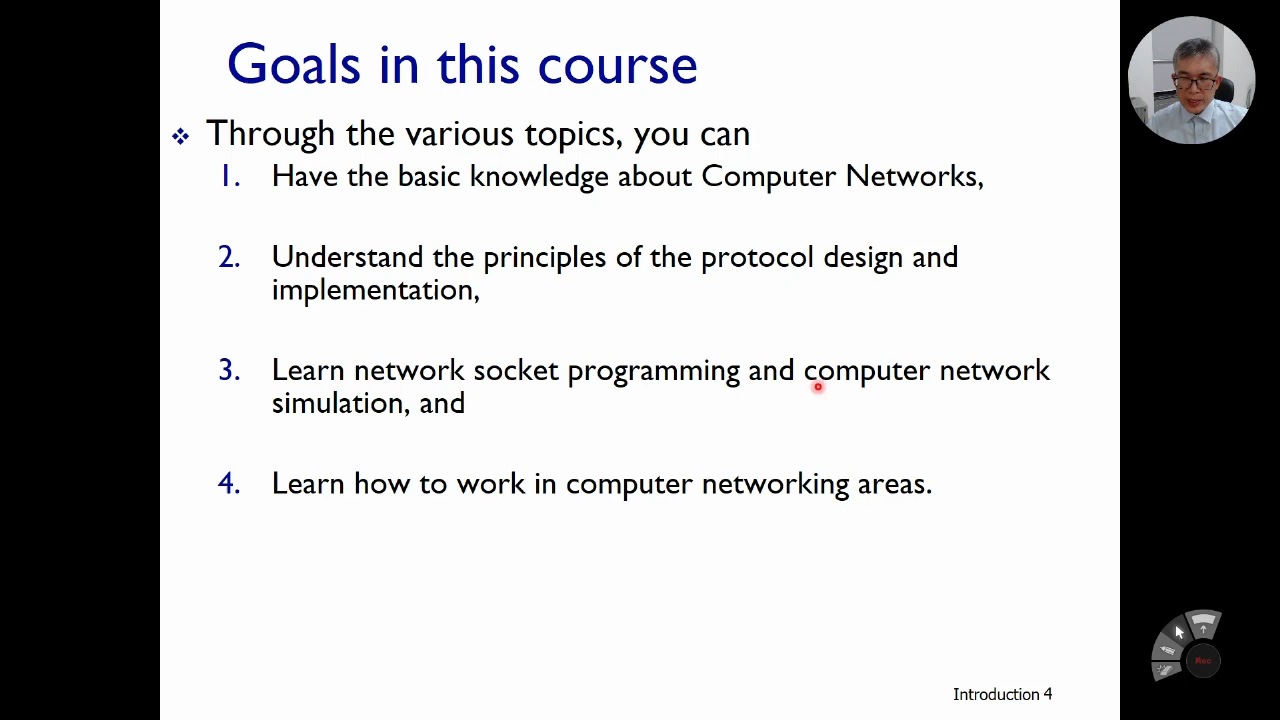 Goals in this course
Through the various topics, you can
1. Have the basic knowledge about Computer Networks,
2. Understand the principles of the protocol design and
implementation,
3. Learn network socket programming and computer network
simulation, and
4. Learn how to work in computer networking areas.
Rec
Introduction 4